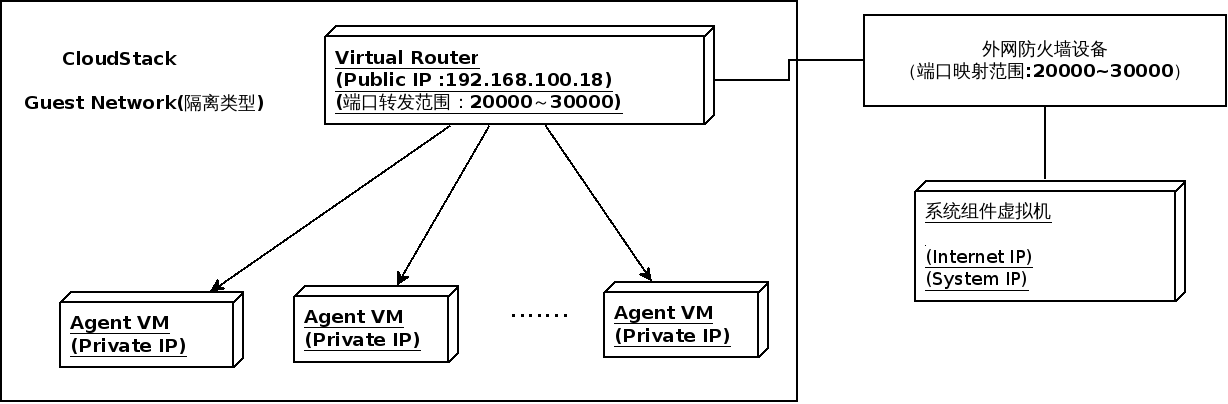 CloudStack
Guest Network(隔离类型)
Virtual Router
(Public IP :192.168.100.18)
(端口转发范围：20000～30000)
外网防火墙设备
（端口映射范围:20000~30000）
系统组件虚拟机
(Internet IP)
(System IP)
Agent VM
(Private IP)
Agent VM
(Private IP)
.......
Agent VM
(Private IP)